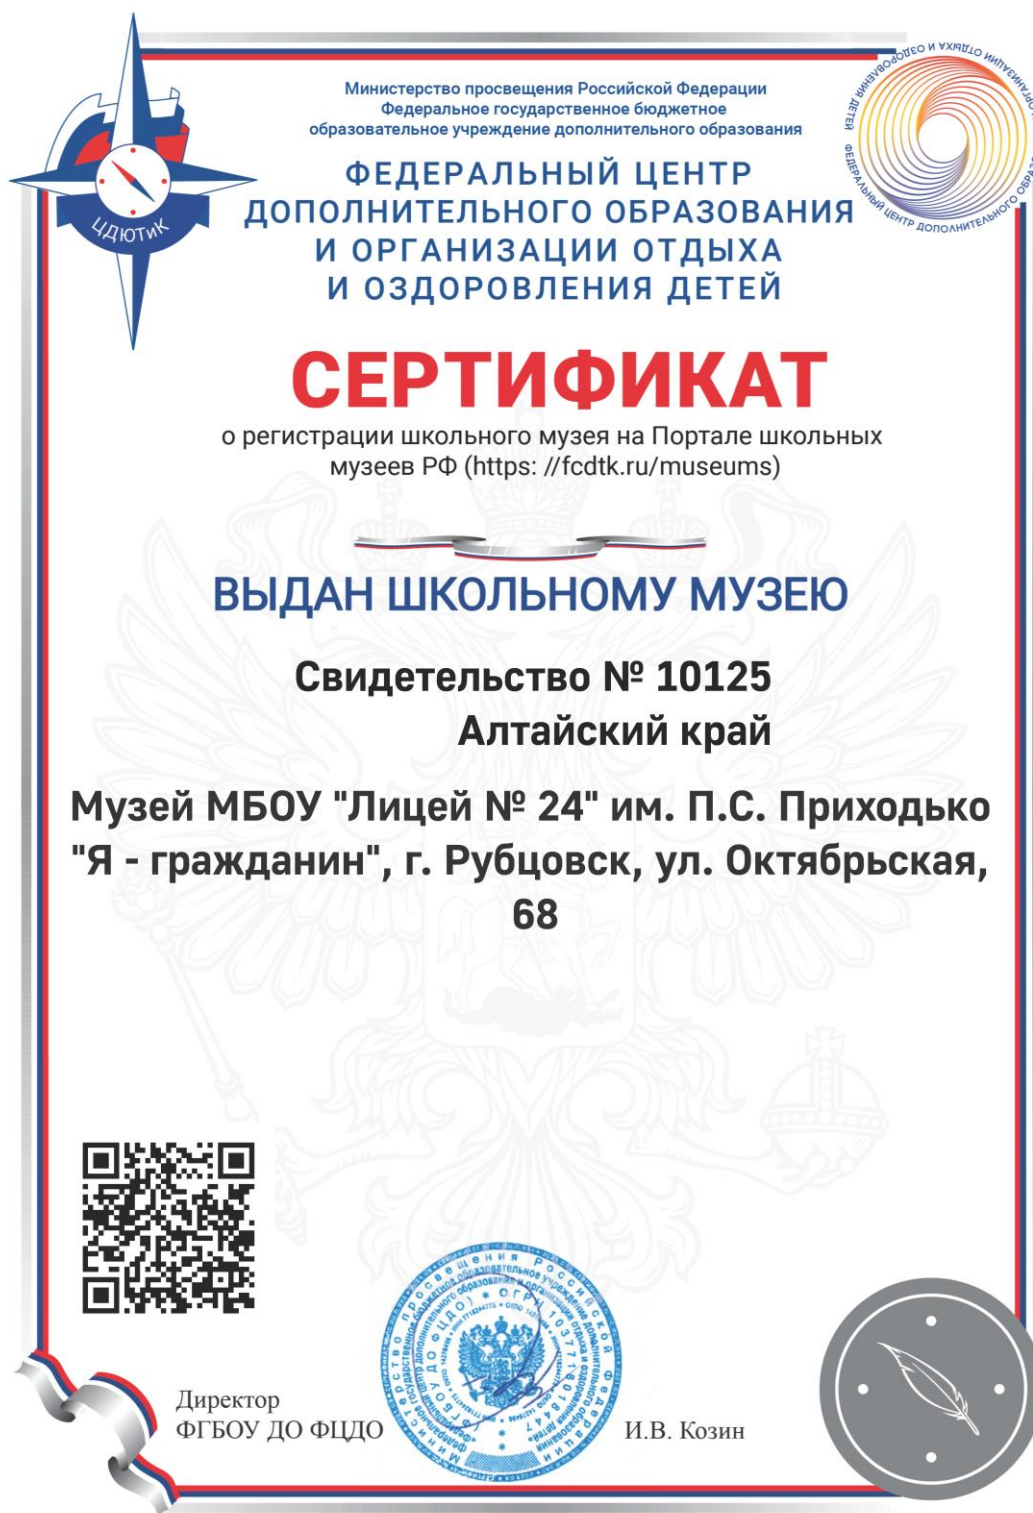 Министерство просвещения Российской Федерации
Федеральное государственное бюджетное
образовательное учреждение дополнительного образования
ФЕДЕРАЛЬНЫЙ ЦЕНТР
ДОПОЛНИТЕЛЬНОГО ОБРАЗОВАНИЯ
И ОРГАНИЗАЦИИ ОТДЫХА
И ОЗДОРОВЛЕНИЯ ДЕТЕЙ
ЦДЮТиК
СЕРТИФИКАТ
о регистрации школьного музея на Портале школьных
музеев РФ (https: //fcdtk.ru/museums)
ВЫДАН ШКОЛЬНОМУ МУЗЕЮ
Свидетельство № 10125
Алтайский край
Музей МБОУ "Лицей № 24" им. П.С. Приходько
"Я - гражданин", г. Рубцовск, ул. Октябрьская,
68
Директор
ФГБОУ ДО ФЦДО
И.В. Козин